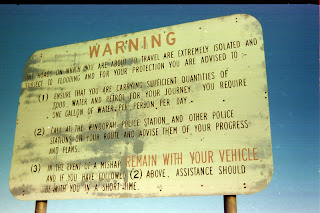 WARNING
THE ROADS ON WHICH YOU ARE ABOUT TO TRAVEL ARE EXTREMELY ISOLATED AND
SUBJECT TO FLOODING AND FOR YOUR PROTECTION YOU ARE ADVISED TO :-
(1) ENSURE THAT YOU ARE CARRYING SUFFICIENT QUANTITIES OF
FOOD, WATER AND PETROL FOR YOUR JOURNEY. YOU REQUIRE
ONE GALLON OF WATER, PER PERSON, PER DAY.
(2) CALL AT THE WINDORAH POLICE STATION AND OTHER POLICE
STATIONS ON YOUR ROUTE AND ADVISE THEM OF YOUR PROGRESS
AND PLANS.
(3) IN THE EVENT OF A MISHAP REMAIN WITH YOUR VEHICLE
AND IF YOU HAVE FOLLOWED (2) ABOVE, ASSISTANCE SHOULD
BE WITH YOU IN A SHORT TIME.